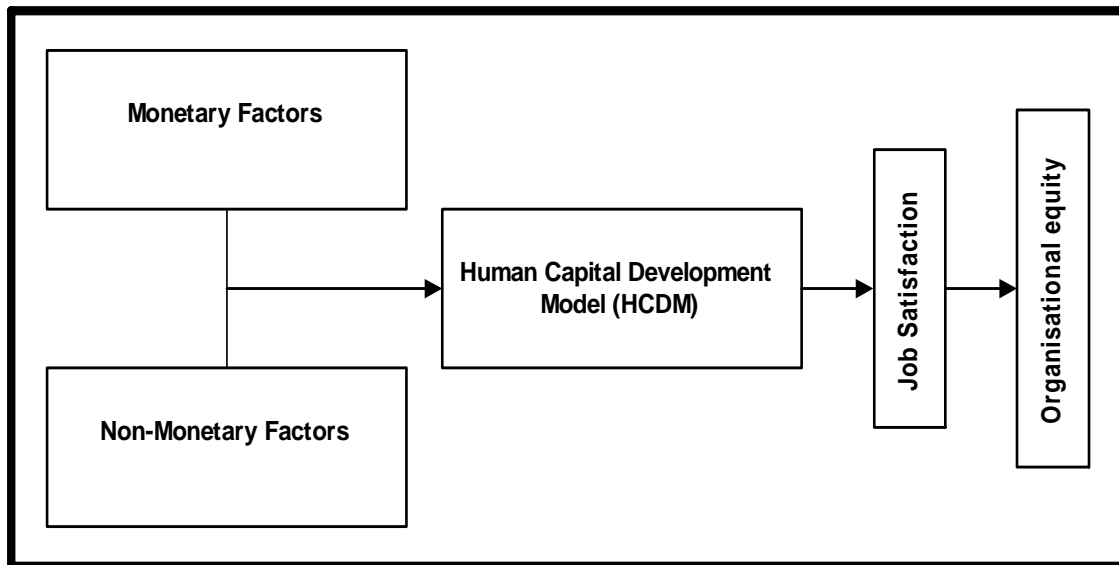 Monetary Factors
Human Capital Development
Model (HCDM)
Non-Monetary Factors
Job Satisfaction
Organisational equity